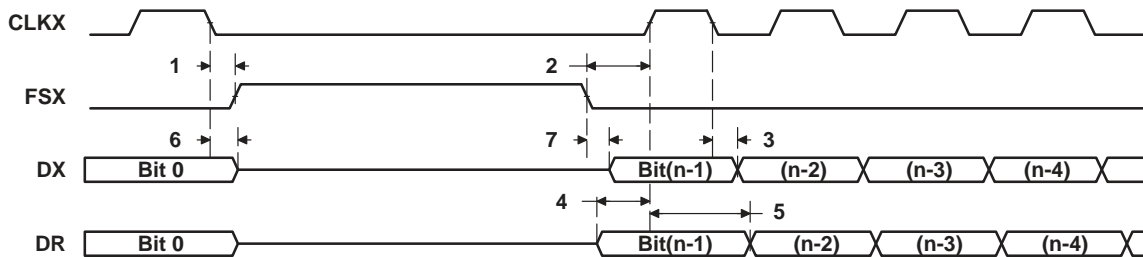 CLKX
1 2
FSX
6 7 3
DX Bit 0 Bit(n-1) (n-2) (n-3) (n-4)
4 5
DR Bit 0 Bit(n-1) (n-2) (n-3) (n-4)